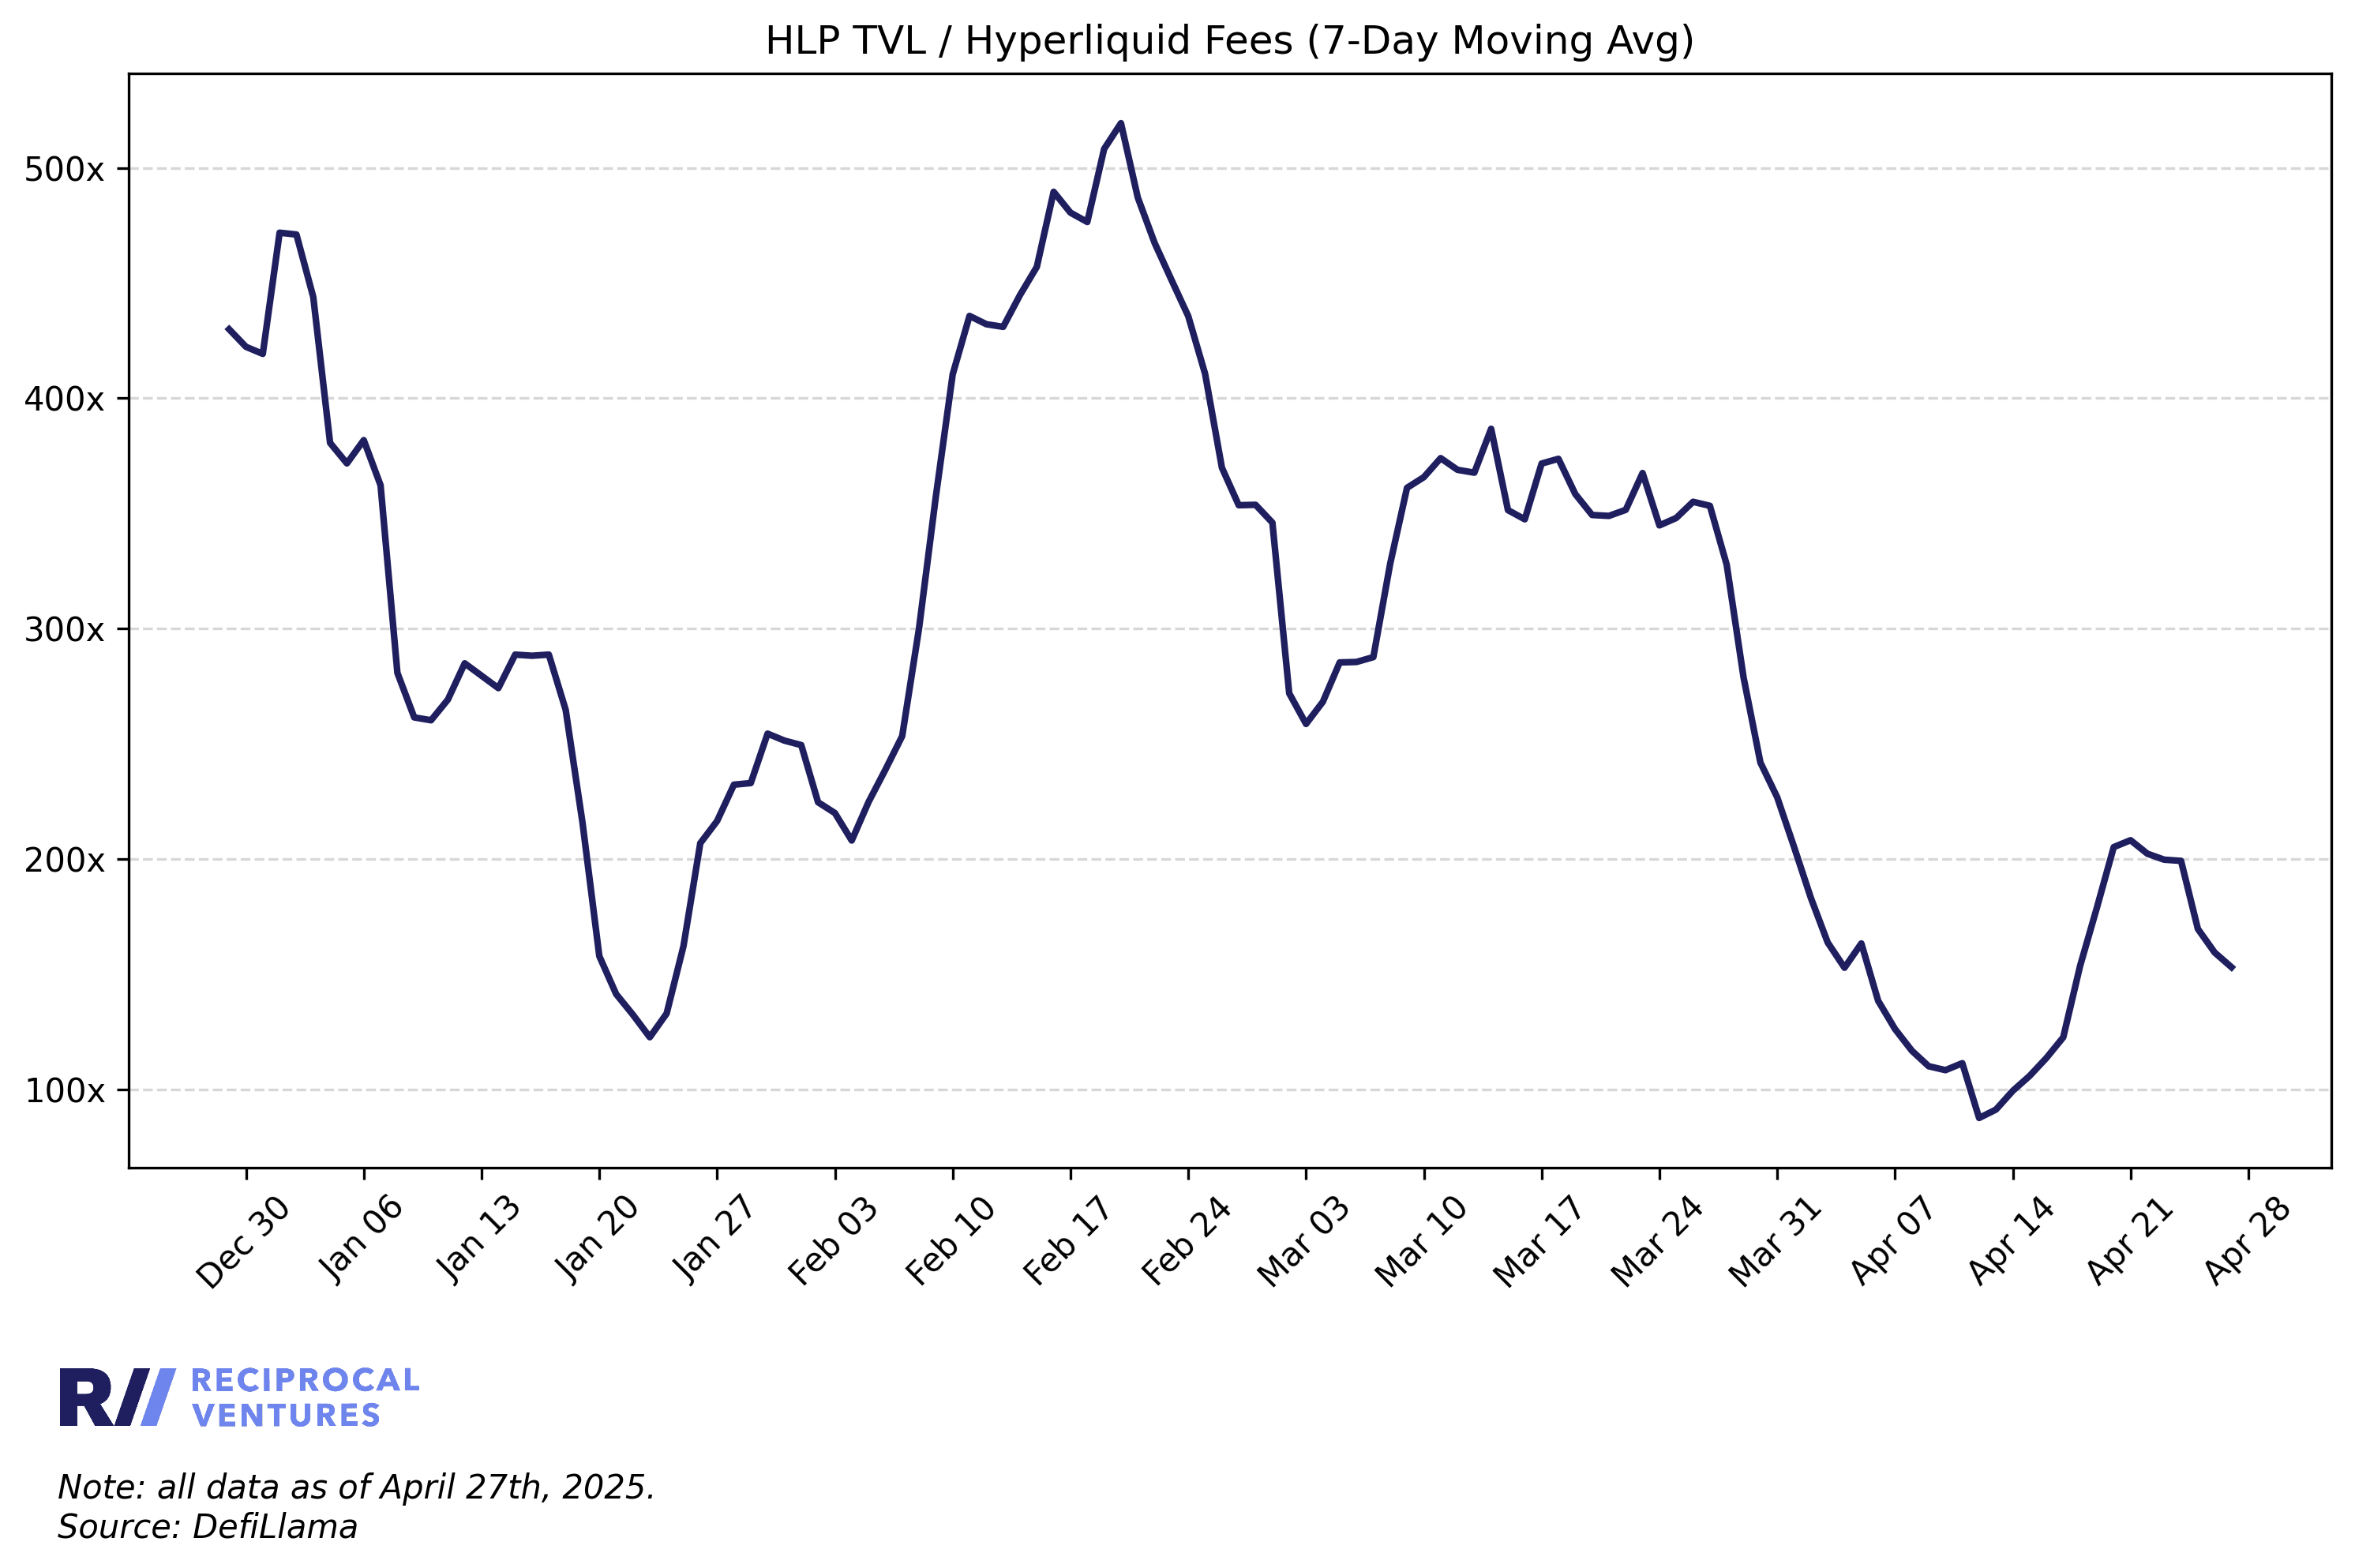 HLP TVL / Hyperliquid Fees (7-Day Moving Avg)
500x
400x
300x
200x
100x
Dec 30
Jan 06
Jan 13
Jan 20
Jan 27
Feb 03
Feb 10
Feb 17
Feb 24
Mar 03
Mar 10
Mar 17
Mar 24
Mar 31
Apr 07
Apr 14
Apr 21
Apr 28
R// RECIPROCAL
VENTURES
Note: all data as of April 27th, 2025.
Source: DefiLlama